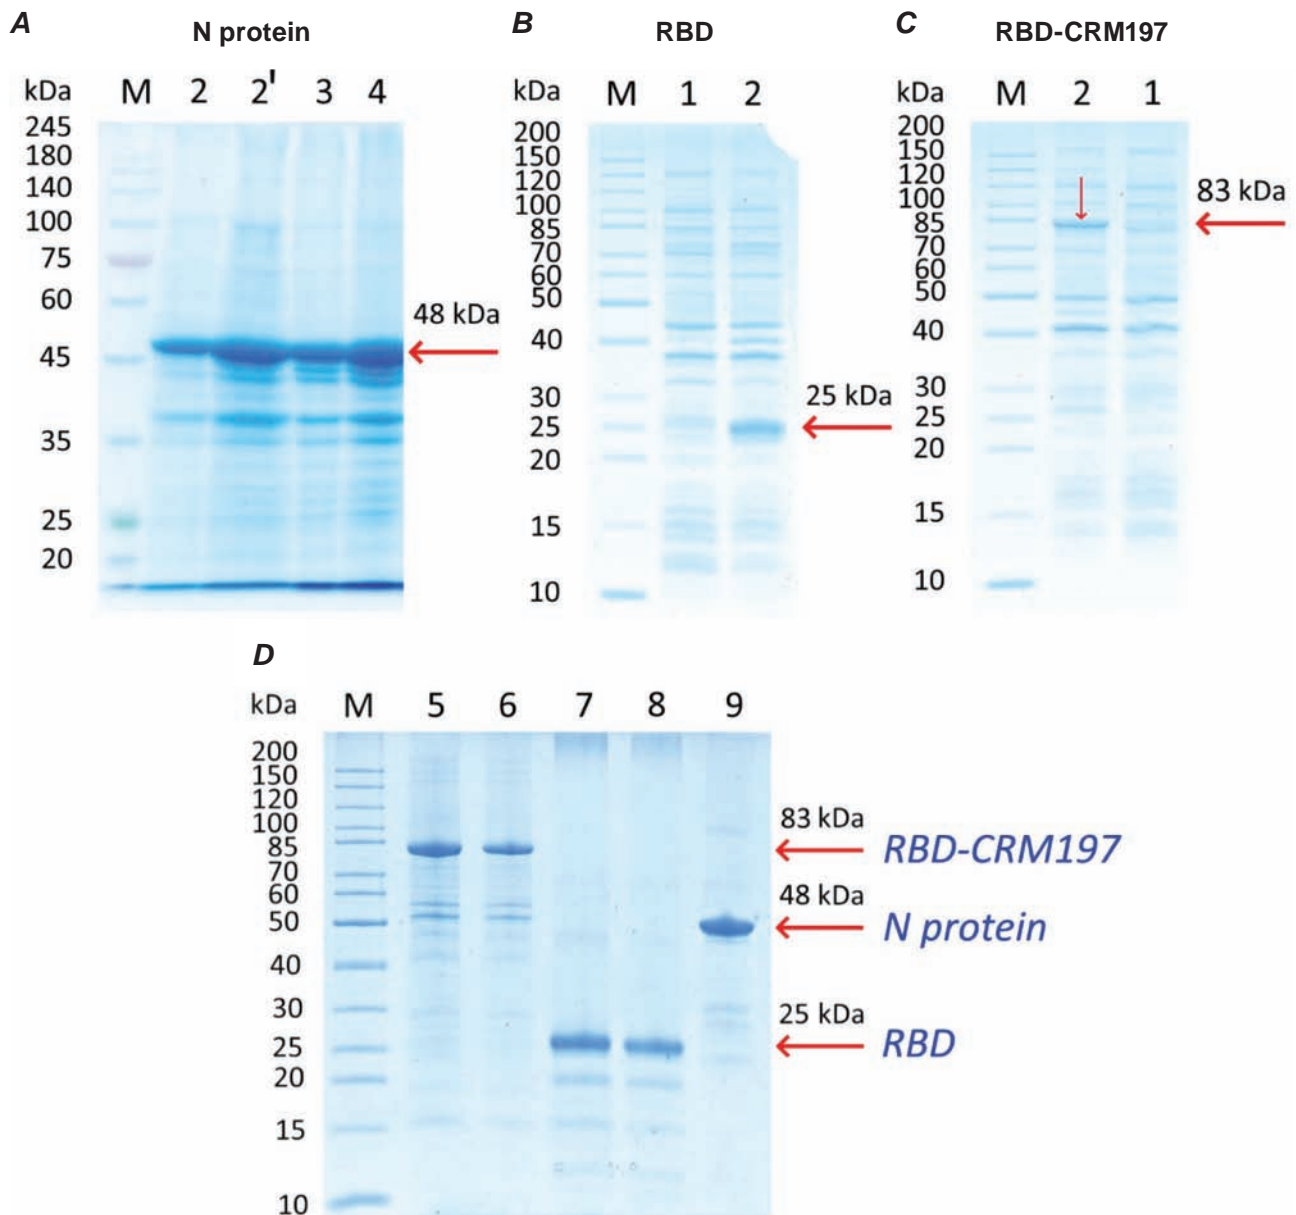 A
N protein
kDa M 2 2' 3 4
245
180
140
100
75
60
45
35
25
20
48 kDa
B
RBD
kDa M 1 2
200
150
120
100
85
70
60
50
40
30
25
20
15
10
25 kDa
C
RBD-CRM197
kDa M 2 1
200
150
120
100
85
70
60
50
40
30
25
20
15
10
83 kDa
D
kDa M 5 6 7 8 9
200
150
120
100
85
70
60
50
40
30
25
20
15
10
83 kDa
RBD-CRM197
48 kDa
N protein
25 kDa
RBD